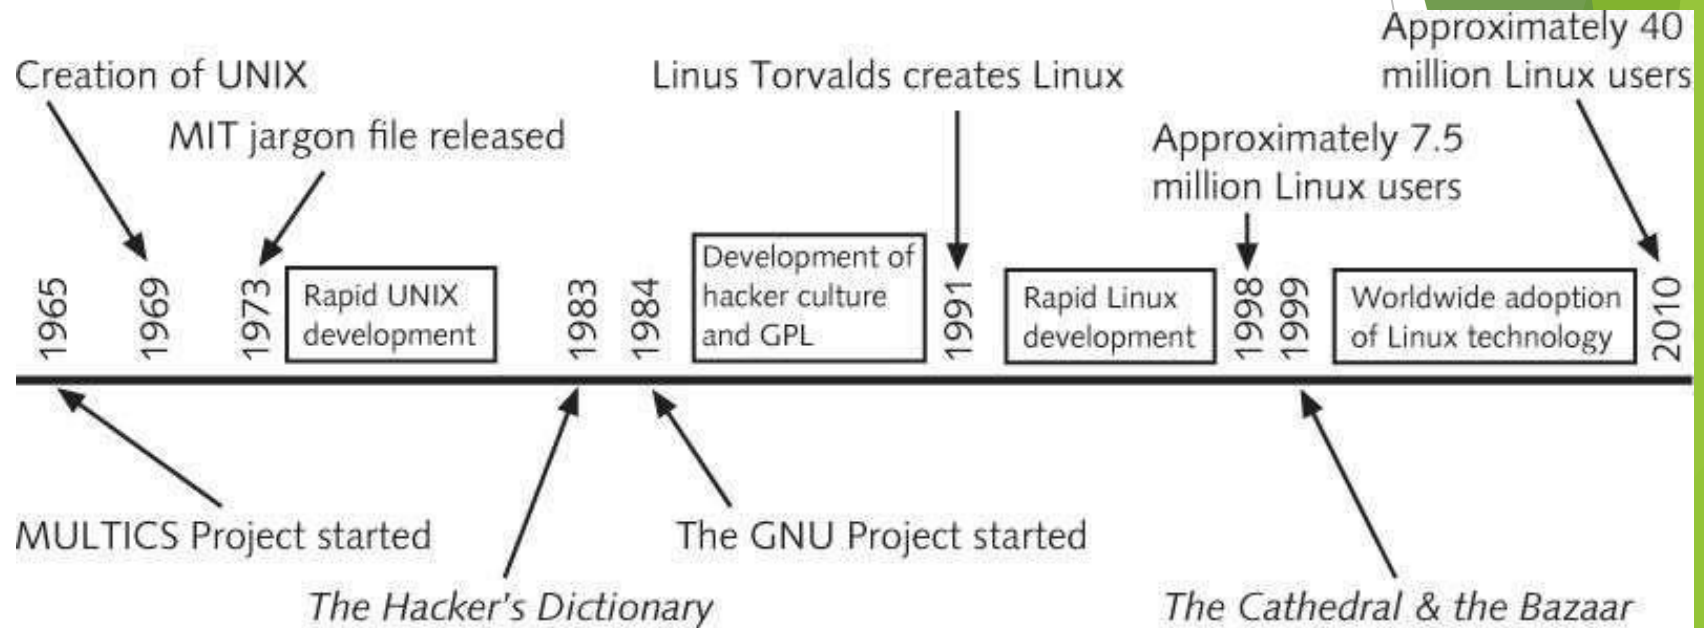 Approximately 40
million Linux users
Creation of UNIX
Linus Torvalds creates Linux
MIT jargon file released
Approximately 7.5
million Linux users
1965
1969
1973
Rapid UNIX
development
1983
1984
Development of
hacker culture
and GPL
1991
Rapid Linux
development
1998
1999
Worldwide adoption
of Linux technology
2010
MULTICS Project started
The GNU Project started
The Hacker's Dictionary
The Cathedral & the Bazaar